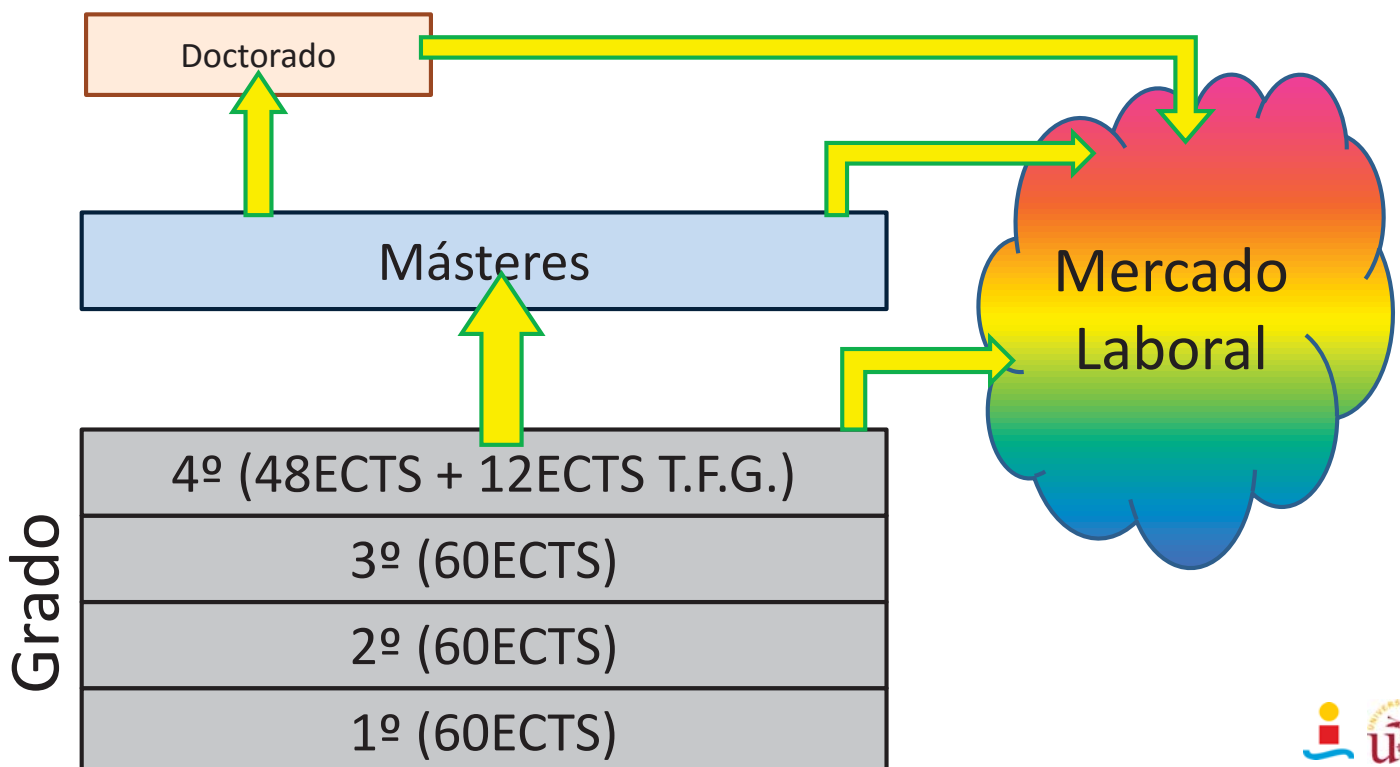 Doctorado
Másteres
Mercado
Laboral
Grado
4º (48ECTS + 12ECTS T.F.G.)
3º (60ECTS)
2º (60ECTS)
1º (60ECTS)